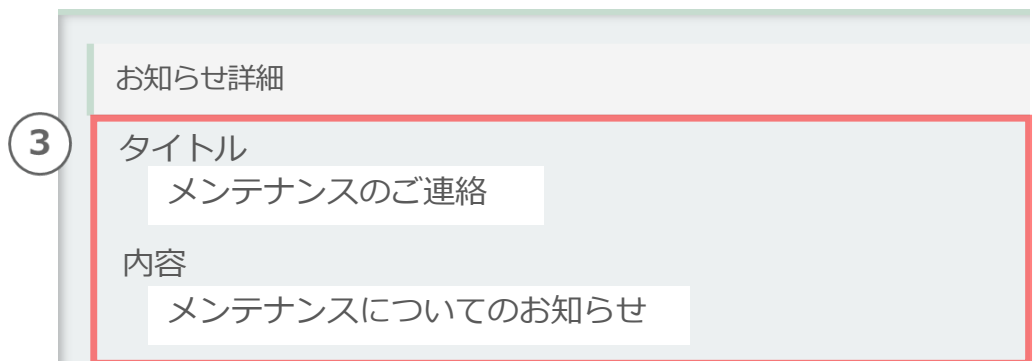 お知らせ詳細
3
タイトル
メンテナンスのご連絡
内容
メンテナンスについてのお知らせ